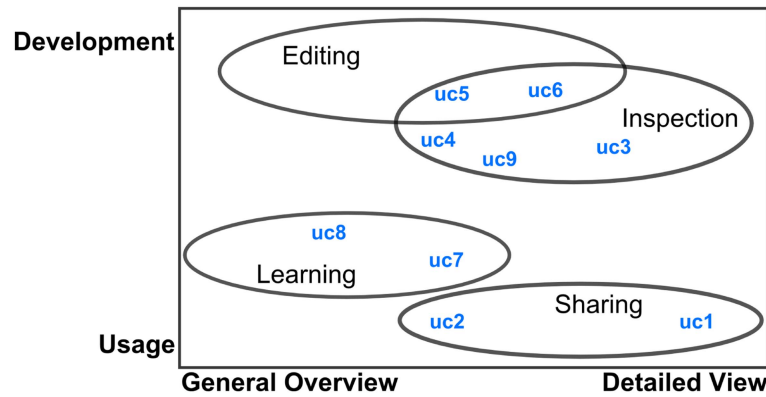 Development
Editing
uc5
uc6
Inspection
uc4
uc9
uc3
uc8
uc7
Learning
Sharing
uc2
uc1
Usage
General Overview
Detailed View